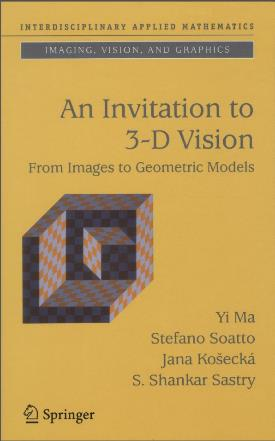 INTERDISCIPLINARY APPLIED MATHEMATICS
IMAGING, VISION, AND GRAPHICS
An Invitation to
3-D Vision
From Images to Geometric Models
Yi Ma
Stefano Soatto
Jana Košecká
S. Shankar Sastry
Springer